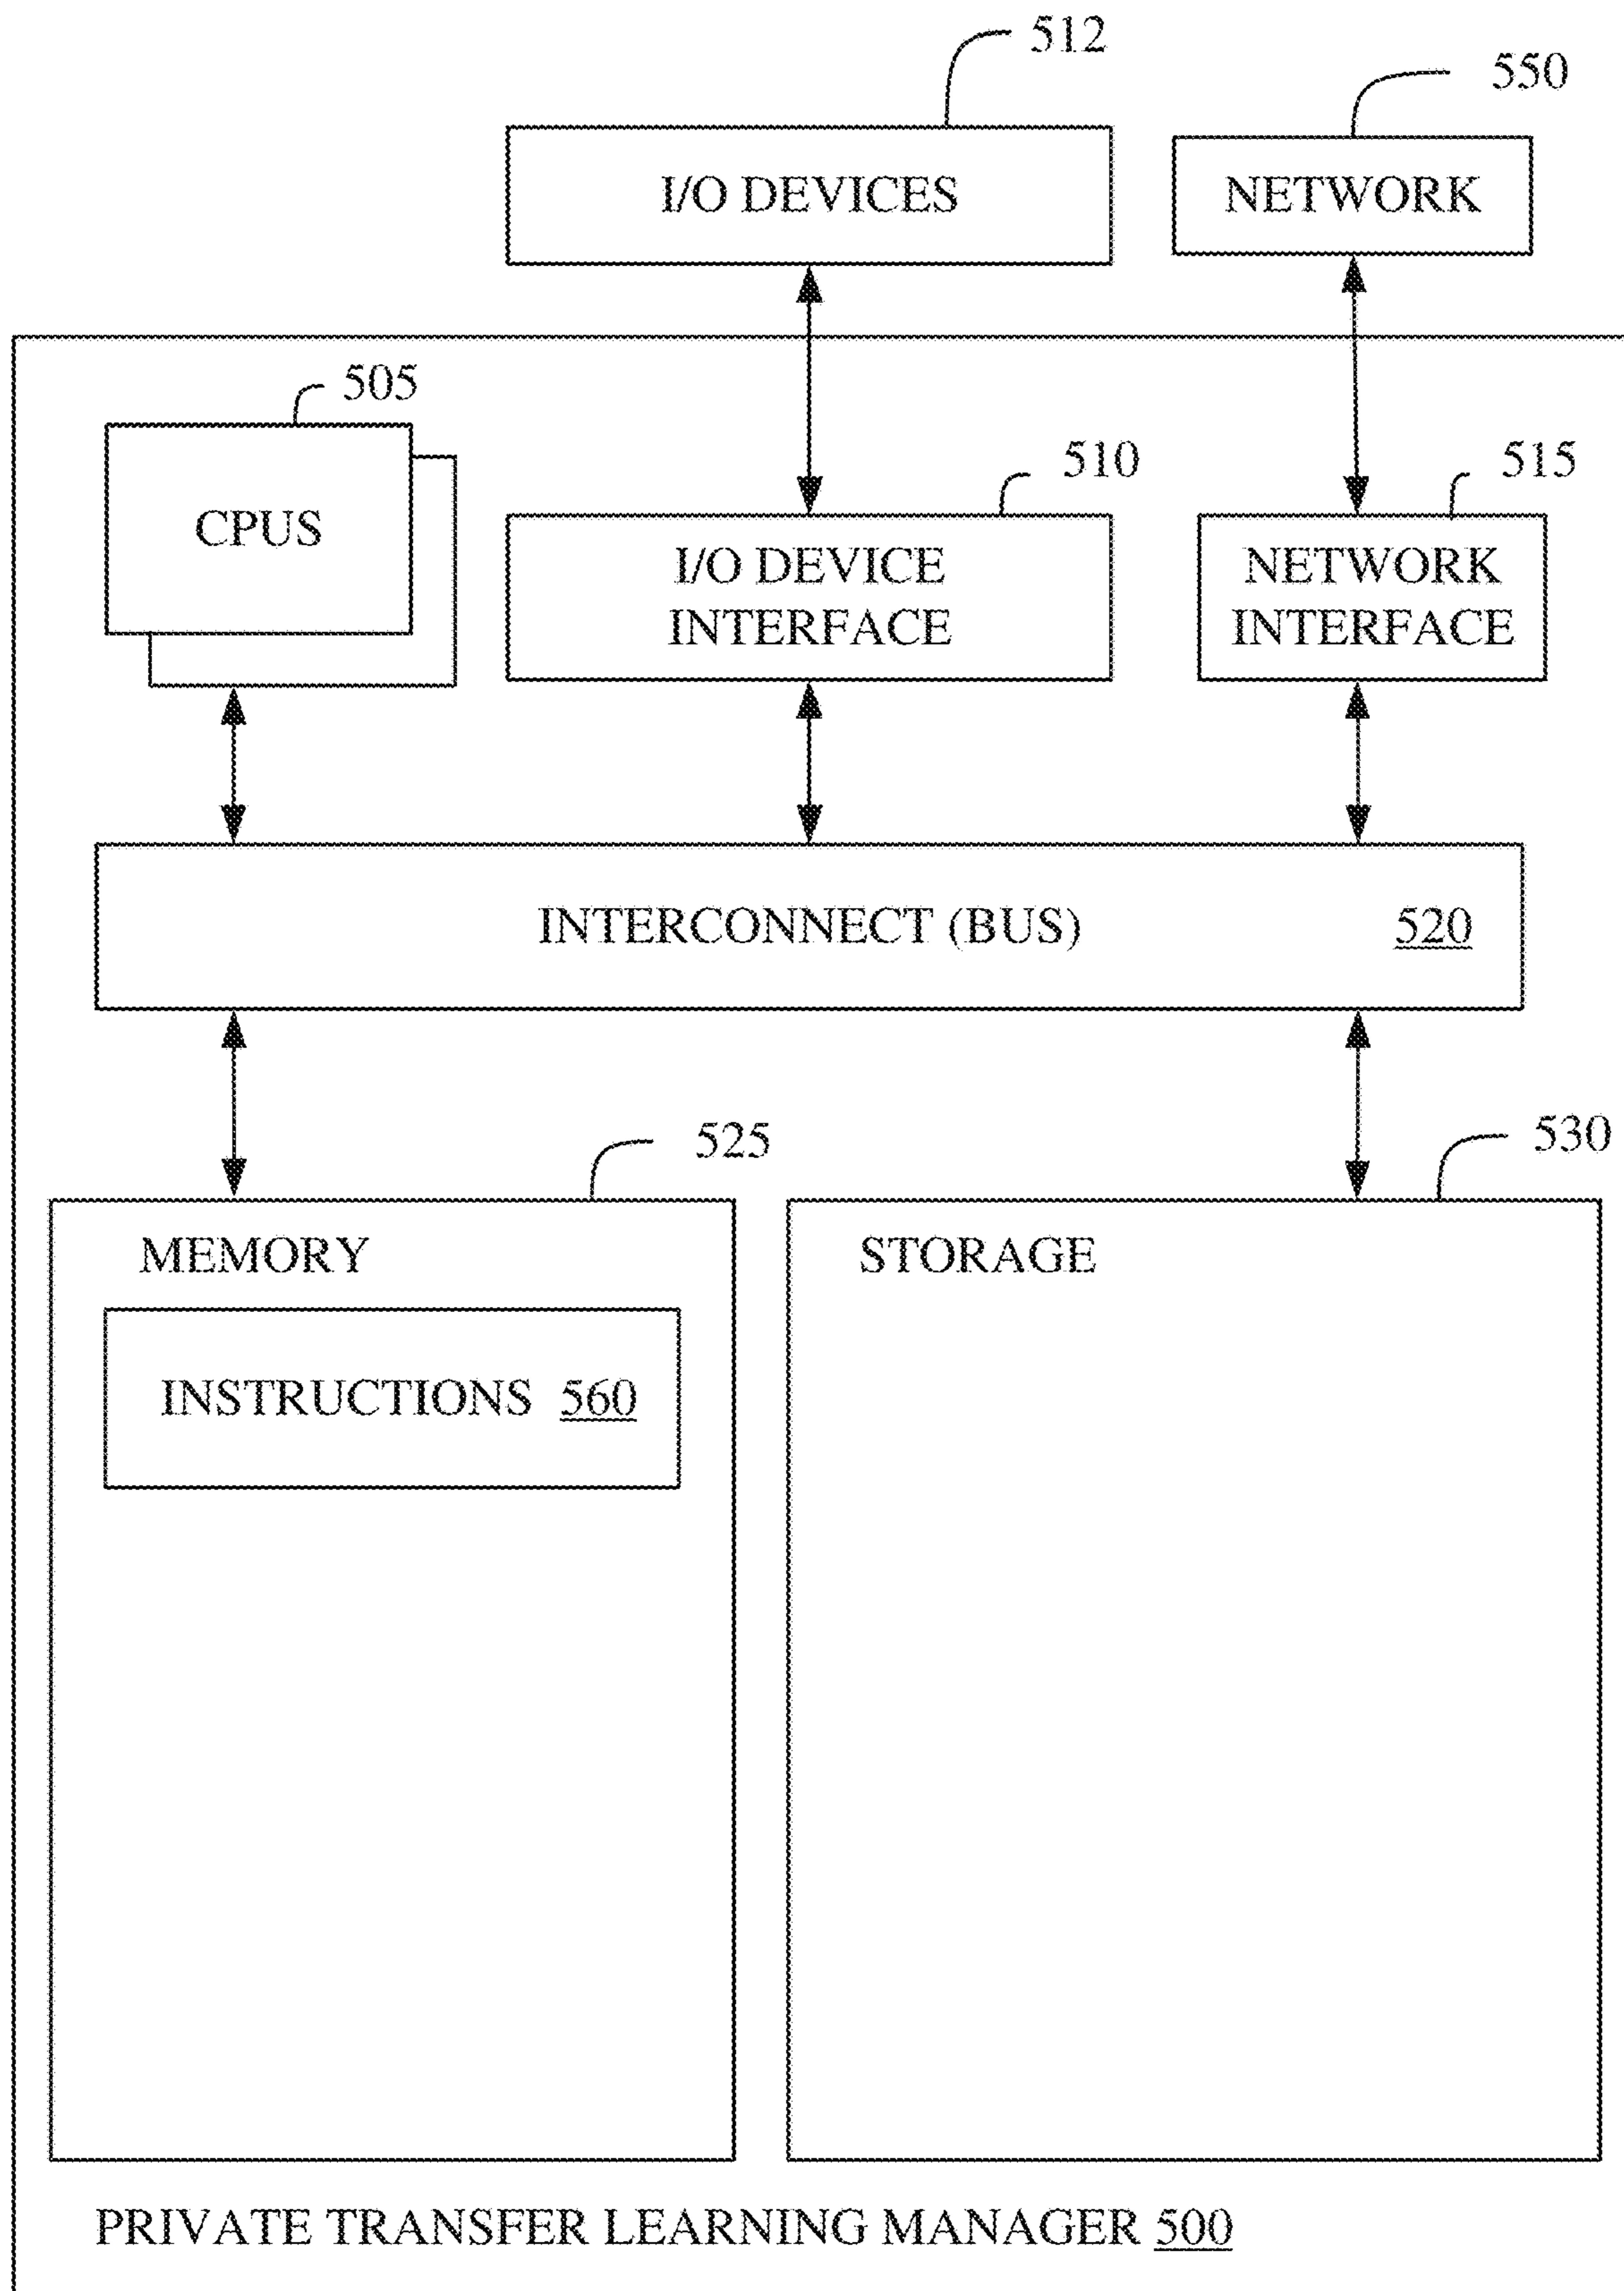 512
550
I/O DEVICES
NETWORK
505
510
515
CPUS
I/O DEVICE
INTERFACE
NETWORK
INTERFACE
INTERCONNECT (BUS) 520
525
530
MEMORY
STORAGE
INSTRUCTIONS 560
PRIVATE TRANSFER LEARNING MANAGER 500